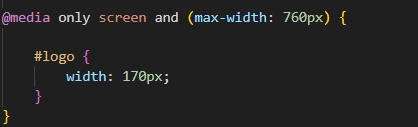 @media only screen and (max-width: 760px) {
#logo {
width: 170px;
}
}